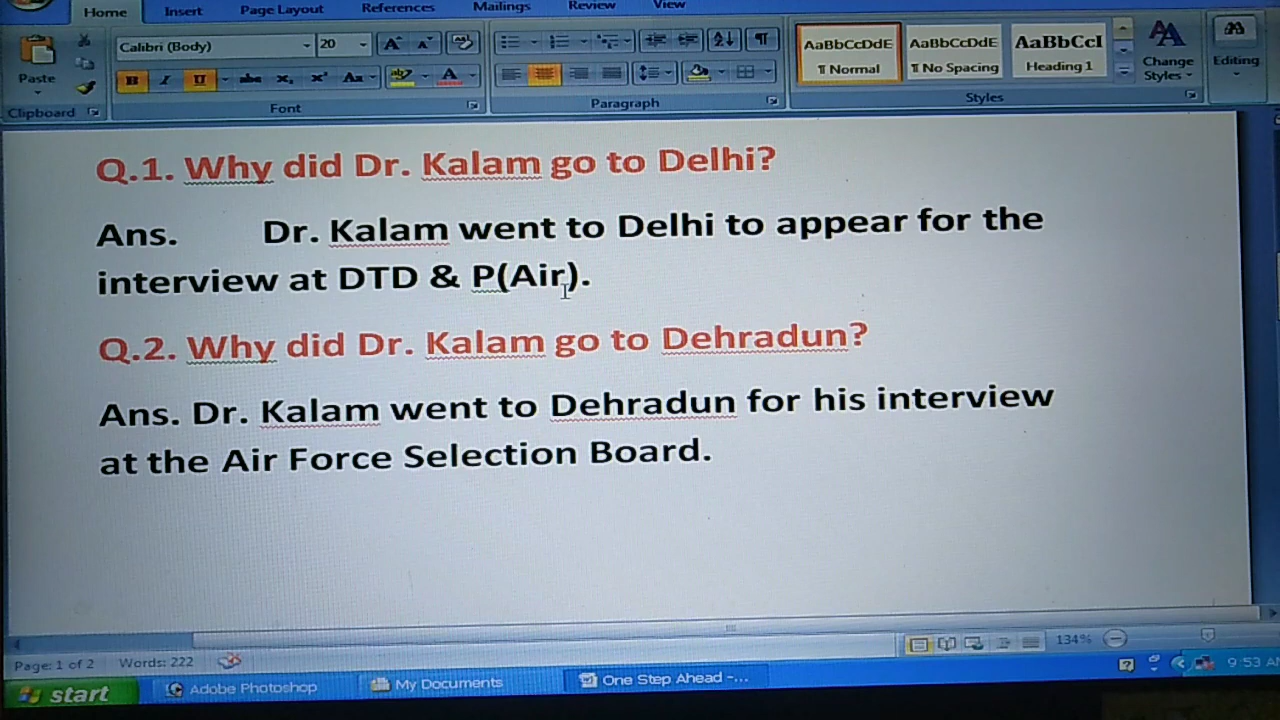 Home Insert Page Layout References Mailings Review View
Calibri (Body) 20
Paste
Clipboard Font Paragraph Styles
AaBbCcDdE AaBbCcDdE AaBbCcI
¶ Normal ¶ No Spacing Heading 1
Change Styles
Editing
Q.1. Why did Dr. Kalam go to Delhi?
Ans. Dr. Kalam went to Delhi to appear for the
interview at DTD & P(Air).
Q.2. Why did Dr. Kalam go to Dehradun?
Ans. Dr. Kalam went to Dehradun for his interview
at the Air Force Selection Board.
Page: 1 of 2 Words: 222 134%
start Adobe Photoshop My Documents One Step Ahead -... 9:53